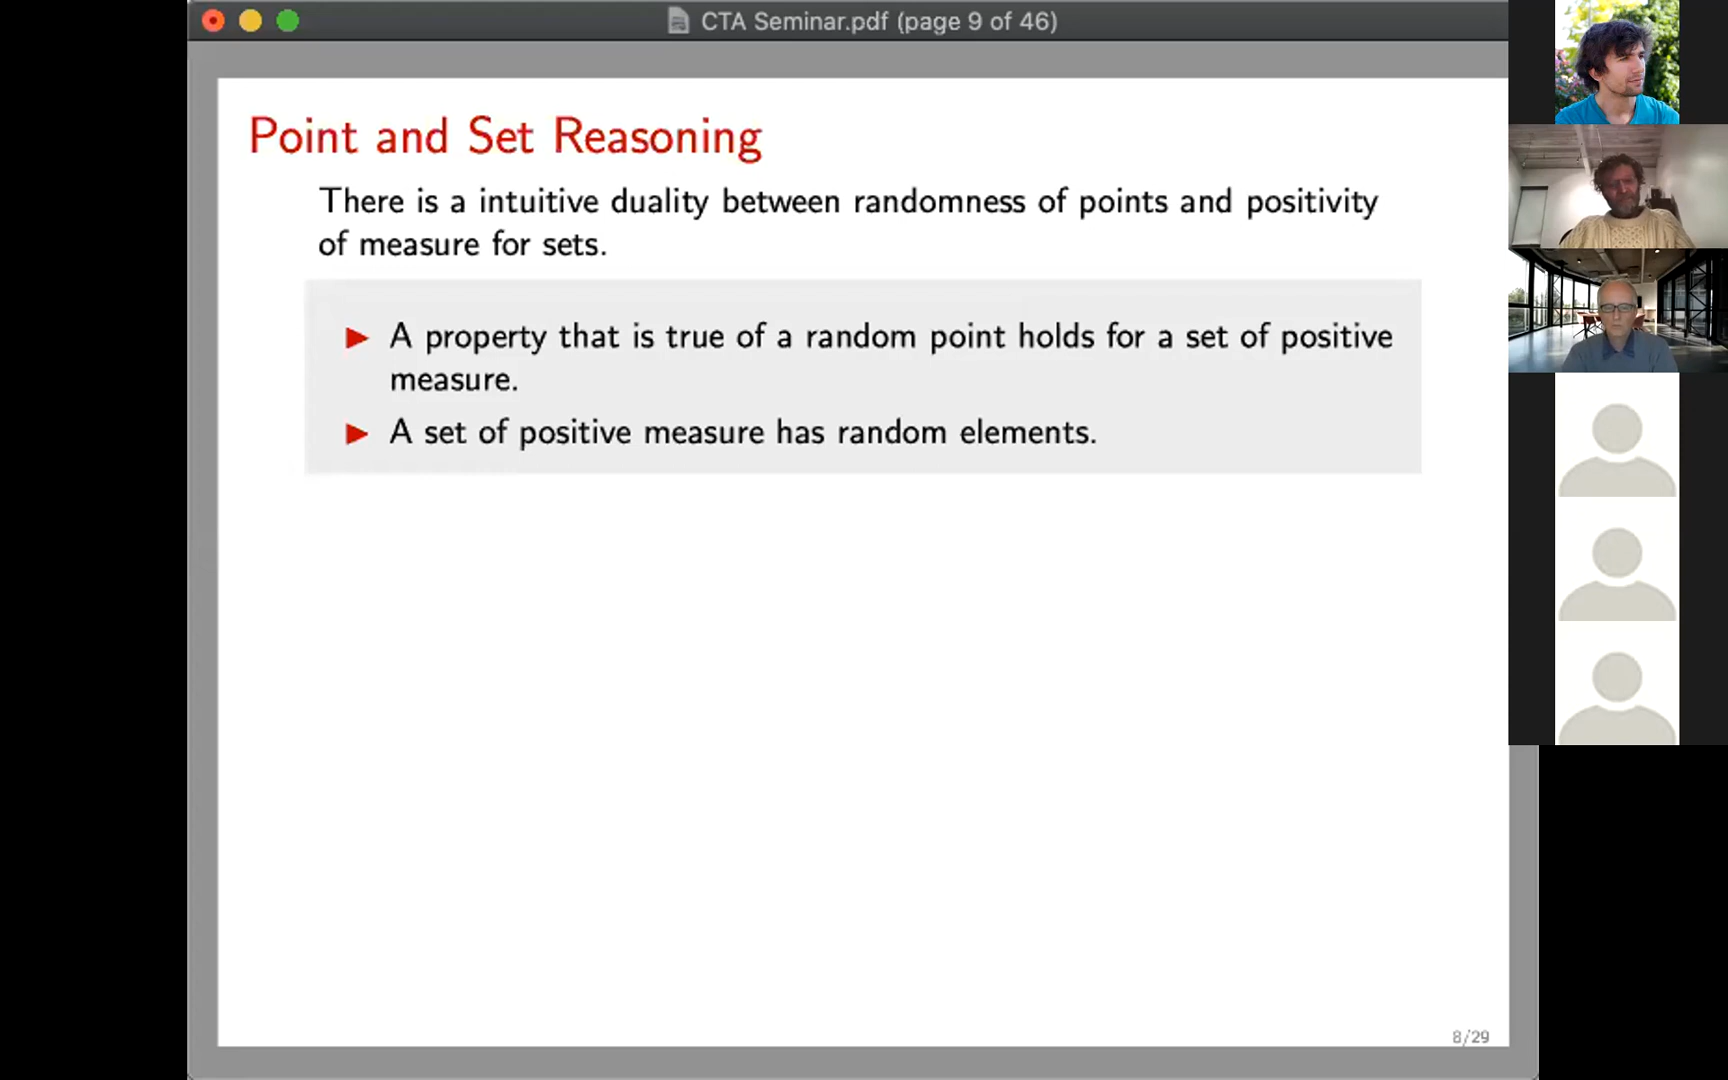 CTA Seminar.pdf (page 9 of 46)
Point and Set Reasoning
There is a intuitive duality between randomness of points and positivity
of measure for sets.
▶ A property that is true of a random point holds for a set of positive
measure.
▶ A set of positive measure has random elements.
8/29